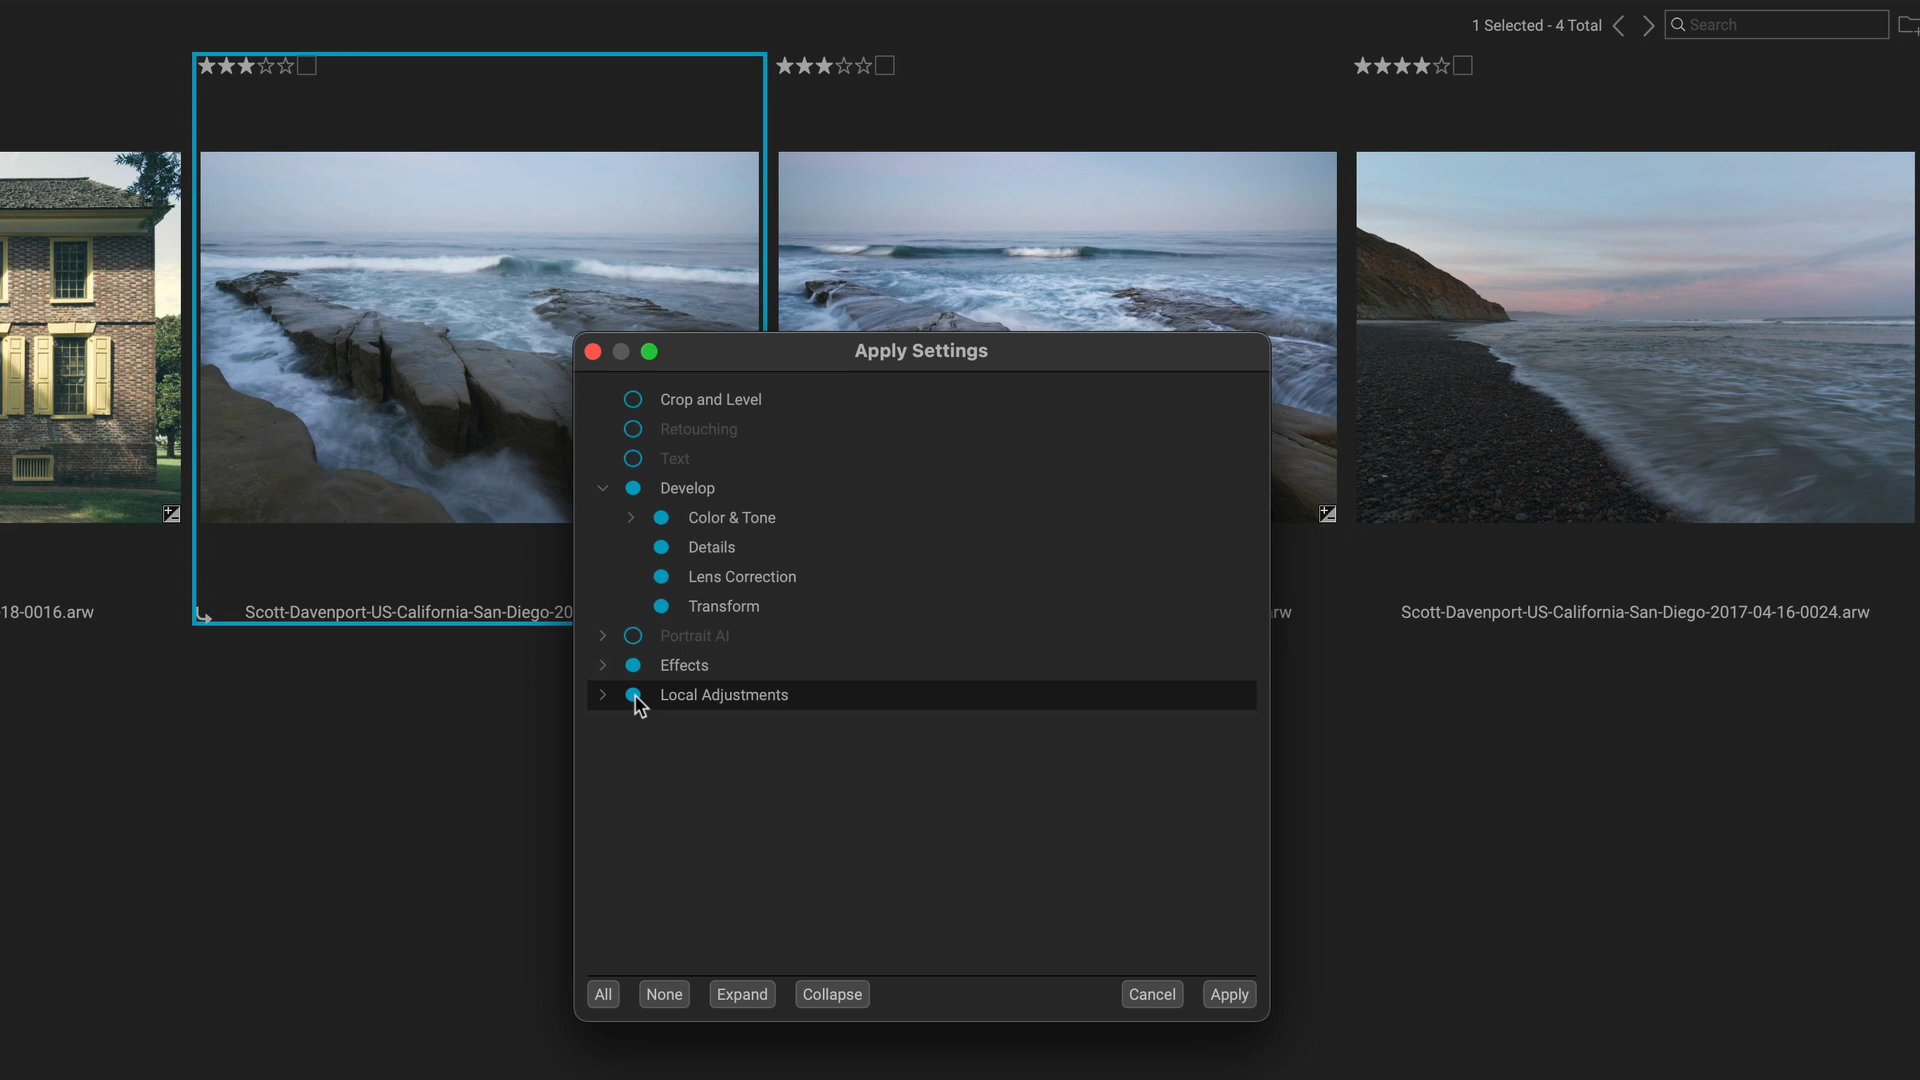 1 Selected - 4 Total
Search
Apply Settings
Crop and Level
Retouching
Text
Develop
Color & Tone
Details
Lens Correction
Transform
Portrait AI
Effects
Local Adjustments
-18-0016.arw
Scott-Davenport-US-California-San-Diego-20
rw
Scott-Davenport-US-California-San-Diego-2017-04-16-0024.arw
All
None
Expand
Collapse
Cancel
Apply